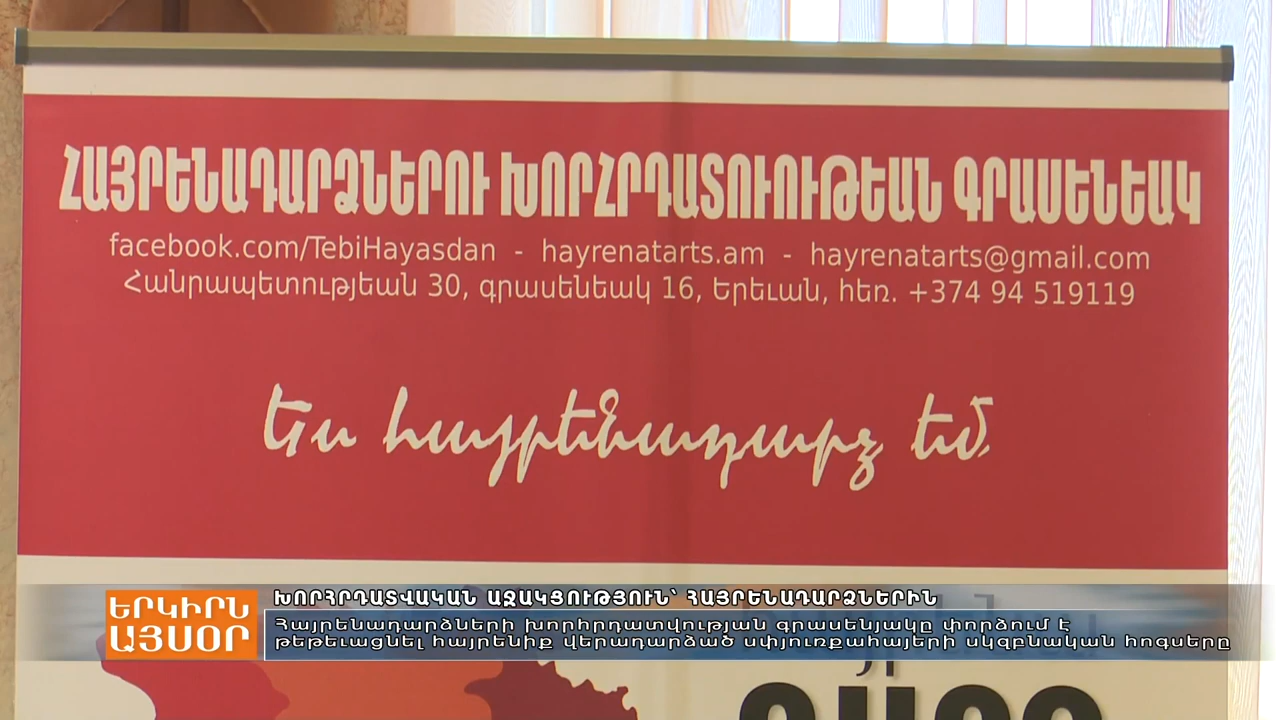 ՀԱՅՐԵՆԱԴԱՐՁՆԵՐՈՒ ԽՈՐՀՐԴԱՏՈՒՈՒԹԵԱՆ ԳՐԱՍԵՆԵԱԿ
facebook.com/TebiHayasdan - hayrenatarts.am - hayrenatarts@gmail.com
Հանրապետությեան 30, գրասենեակ 16, Երեւան, հեռ. +374 94 519119
Ես հայրենադարձ եմ
ԵՐԿԻՐՆ
ԱՅՍՕՐ
ԽՈՐՀՐԴԱՏՎԱԿԱՆ ԱՋԱԿՑՈՒԹՅՈՒՆ՝ ՀԱՅՐԵՆԱԴԱՐՁՆԵՐԻՆ
Հայրենադարձների խորհրդատվության գրասենյակը փորձում է
թեթեւացնել հայրենիք վերադարձած սփյուռքահայերի սկզբնական հոգսերը